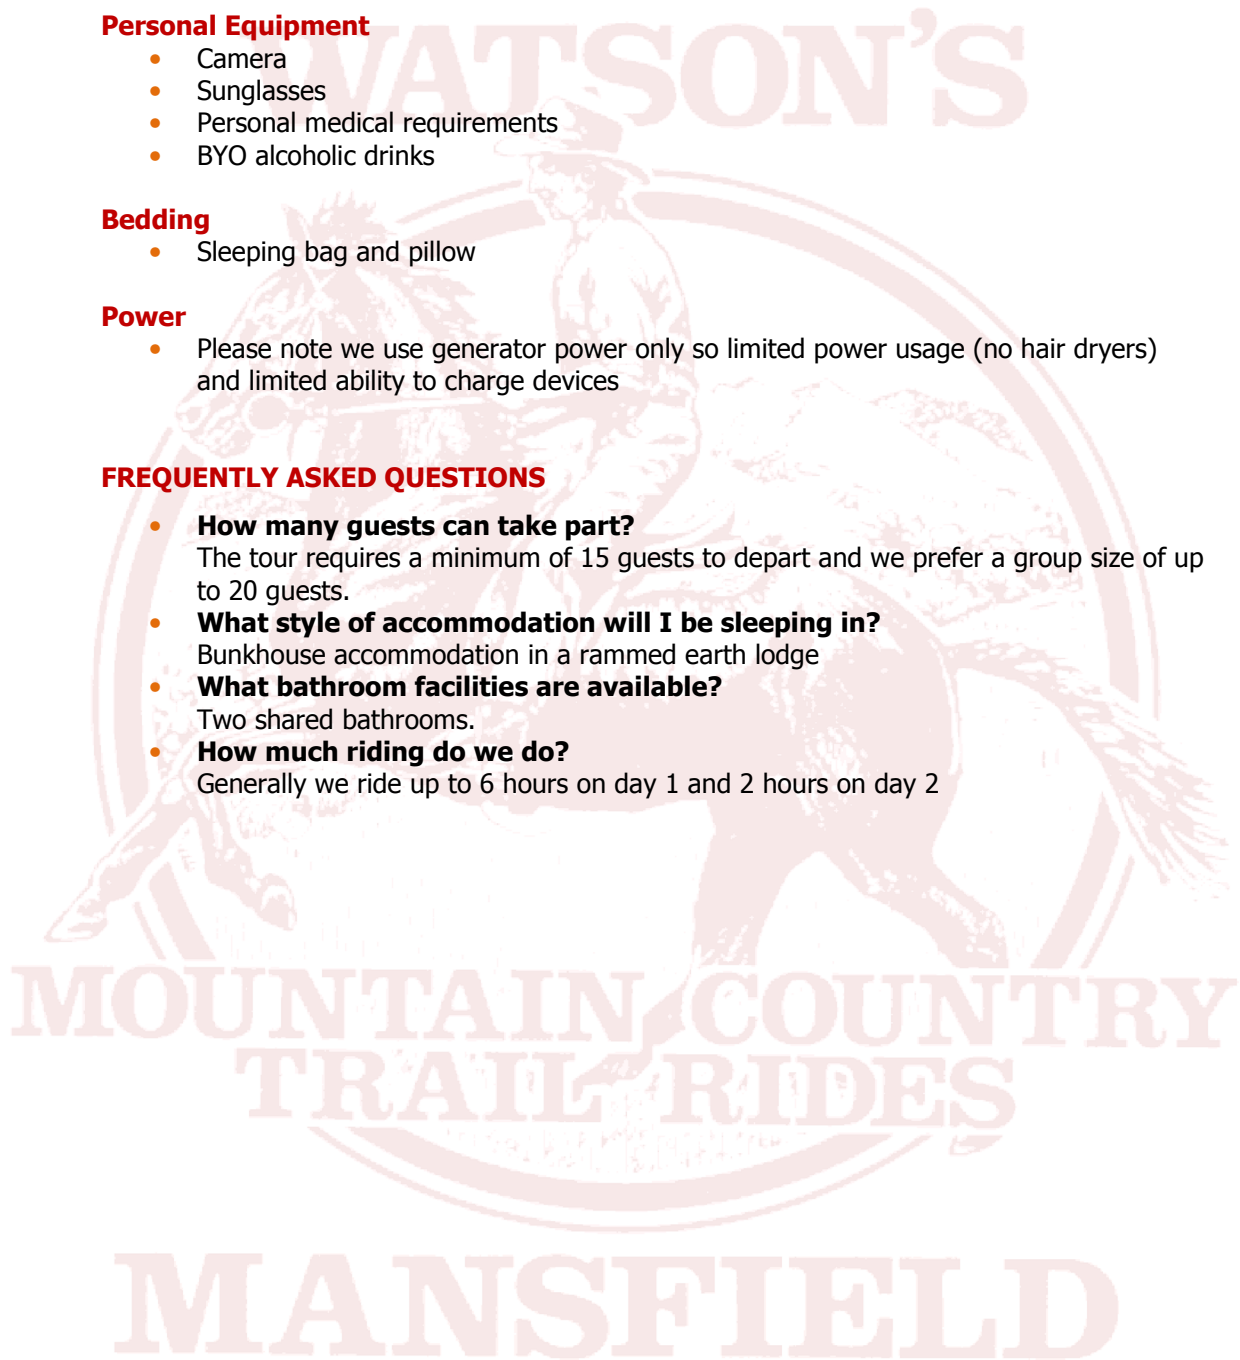 WATSON'S
Personal Equipment
• Camera
• Sunglasses
• Personal medical requirements
• BYO alcoholic drinks
Bedding
• Sleeping bag and pillow
Power
• Please note we use generator power only so limited power usage (no hair dryers)
and limited ability to charge devices
FREQUENTLY ASKED QUESTIONS
• How many guests can take part?
The tour requires a minimum of 15 guests to depart and we prefer a group size of up
to 20 guests.
• What style of accommodation will I be sleeping in?
Bunkhouse accommodation in a rammed earth lodge
• What bathroom facilities are available?
Two shared bathrooms.
• How much riding do we do?
Generally we ride up to 6 hours on day 1 and 2 hours on day 2
MOUNTAIN COUNTRY
TRAIL RIDES
MANSFIELD